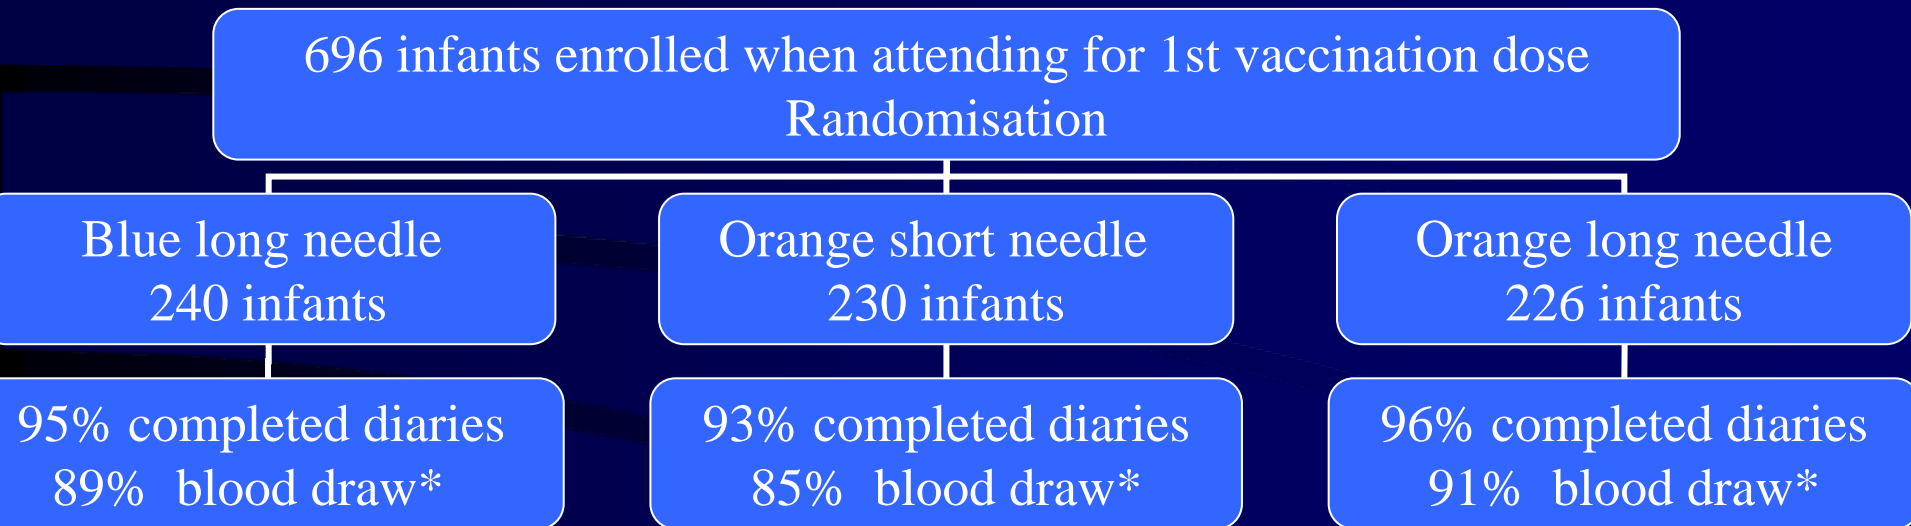 696 infants enrolled when attending for 1st vaccination dose
Randomisation
Blue long needle
240 infants
Orange short needle
230 infants
Orange long needle
226 infants
95% completed diaries
89% blood draw*
93% completed diaries
85% blood draw*
96% completed diaries
91% blood draw*